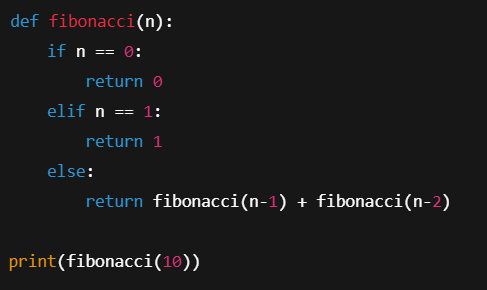 def fibonacci(n):
    if n == 0:
        return 0
    elif n == 1:
        return 1
    else:
        return fibonacci(n-1) + fibonacci(n-2)

print(fibonacci(10))